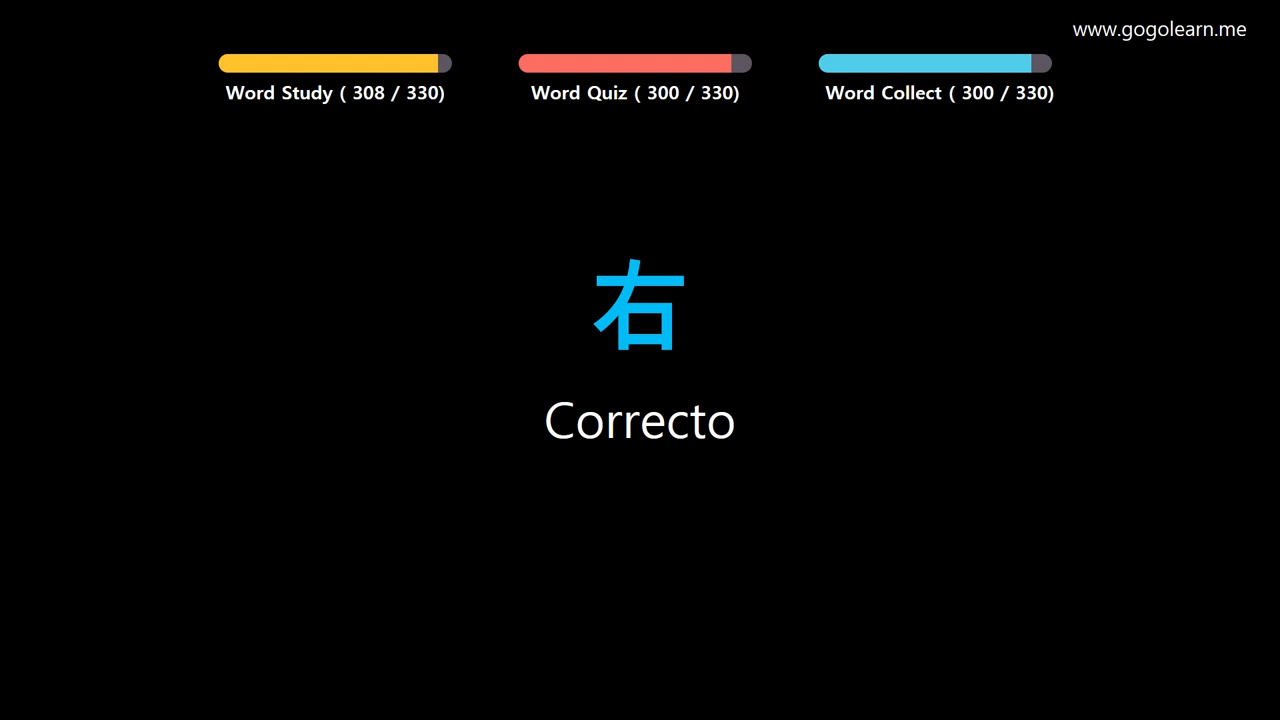 www.gogolearn.me
Word Study ( 308 / 330)
Word Quiz ( 300 / 330)
Word Collect ( 300 / 330)
右
Correcto